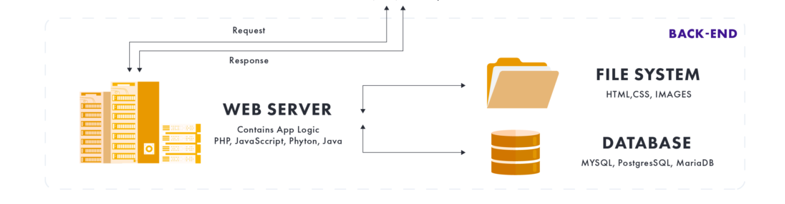 Request
BACK-END
Response
FILE SYSTEM
HTML,CSS, IMAGES
WEB SERVER
Contains App Logic
PHP, JavaSccript, Phyton, Java
DATABASE
MYSQL, PostgresSQL, MariaDB